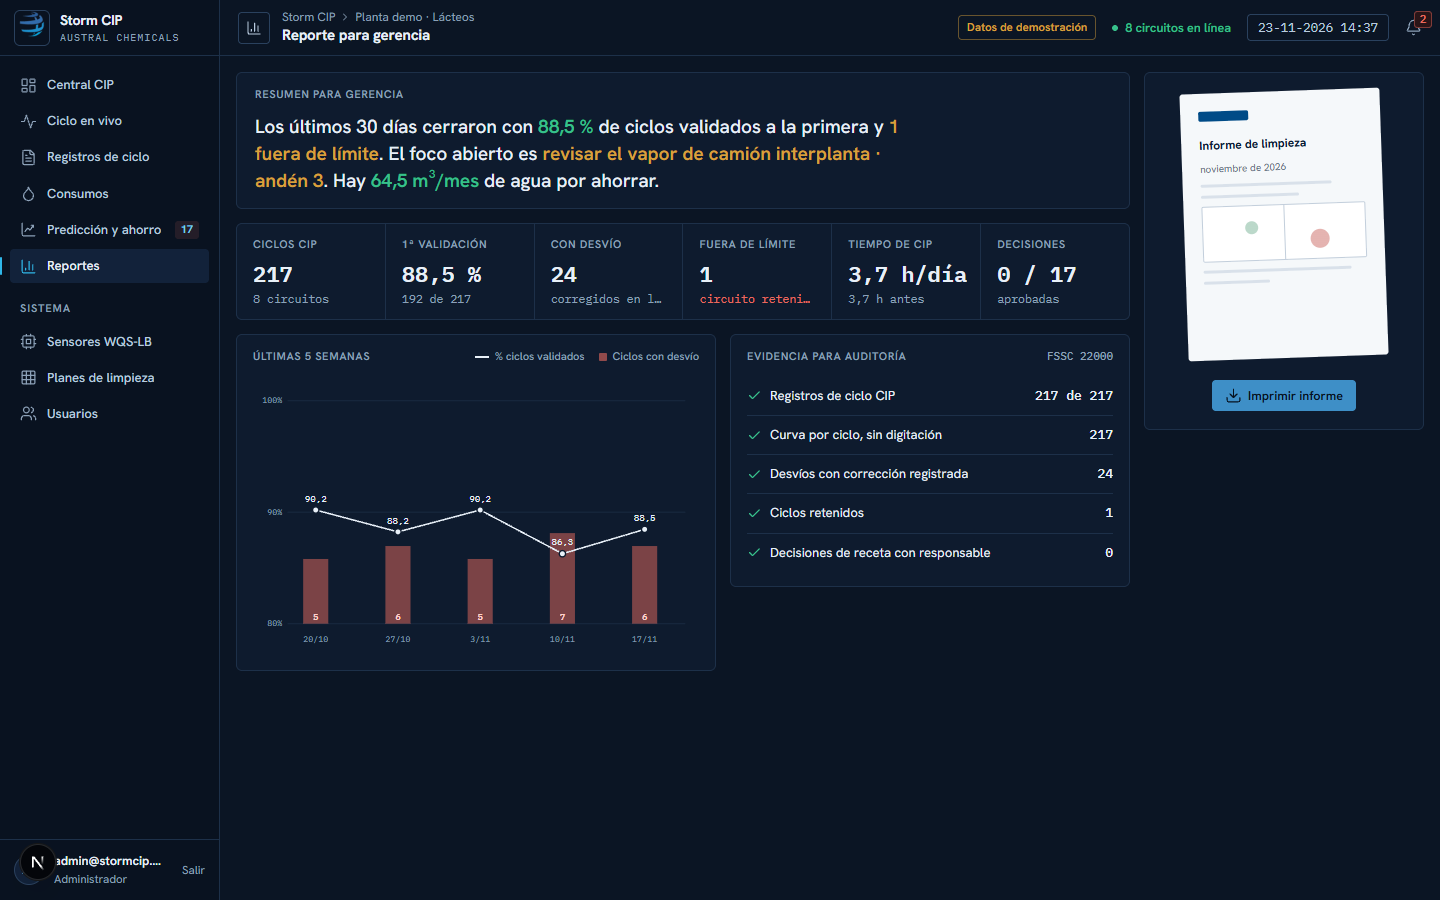 Storm CIP
AUSTRAL CHEMICALS
Central CIP
Ciclo en vivo
Registros de ciclo
Consumos
Predicción y ahorro 17
Reportes
SISTEMA
Sensores WQS-LB
Planes de limpieza
Usuarios
N admin@stormcip....
Administrador
Salir
Storm CIP > Planta demo · Lácteos
Reporte para gerencia
Datos de demostración
8 circuitos en línea
23-11-2026 14:37
2
RESUMEN PARA GERENCIA
Los últimos 30 días cerraron con 88,5 % de ciclos validados a la primera y 1
fuera de límite. El foco abierto es revisar el vapor de camión interplanta ·
andén 3. Hay 64,5 m³/mes de agua por ahorrar.
CICLOS CIP
217
8 circuitos
1ª VALIDACIÓN
88,5 %
192 de 217
CON DESVÍO
24
corregidos en l…
FUERA DE LÍMITE
1
circuito reteni…
TIEMPO DE CIP
3,7 h/día
3,7 h antes
DECISIONES
0 / 17
aprobadas
ÚLTIMAS 5 SEMANAS
% ciclos validados
Ciclos con desvío
100%
90%
80%
90,2
88,2
90,2
86,3
88,5
5
6
5
7
6
20/10
27/10
3/11
10/11
17/11
EVIDENCIA PARA AUDITORÍA
FSSC 22000
Registros de ciclo CIP 217 de 217
Curva por ciclo, sin digitación 217
Desvíos con corrección registrada 24
Ciclos retenidos 1
Decisiones de receta con responsable 0
Informe de limpieza
noviembre de 2026
Imprimir informe